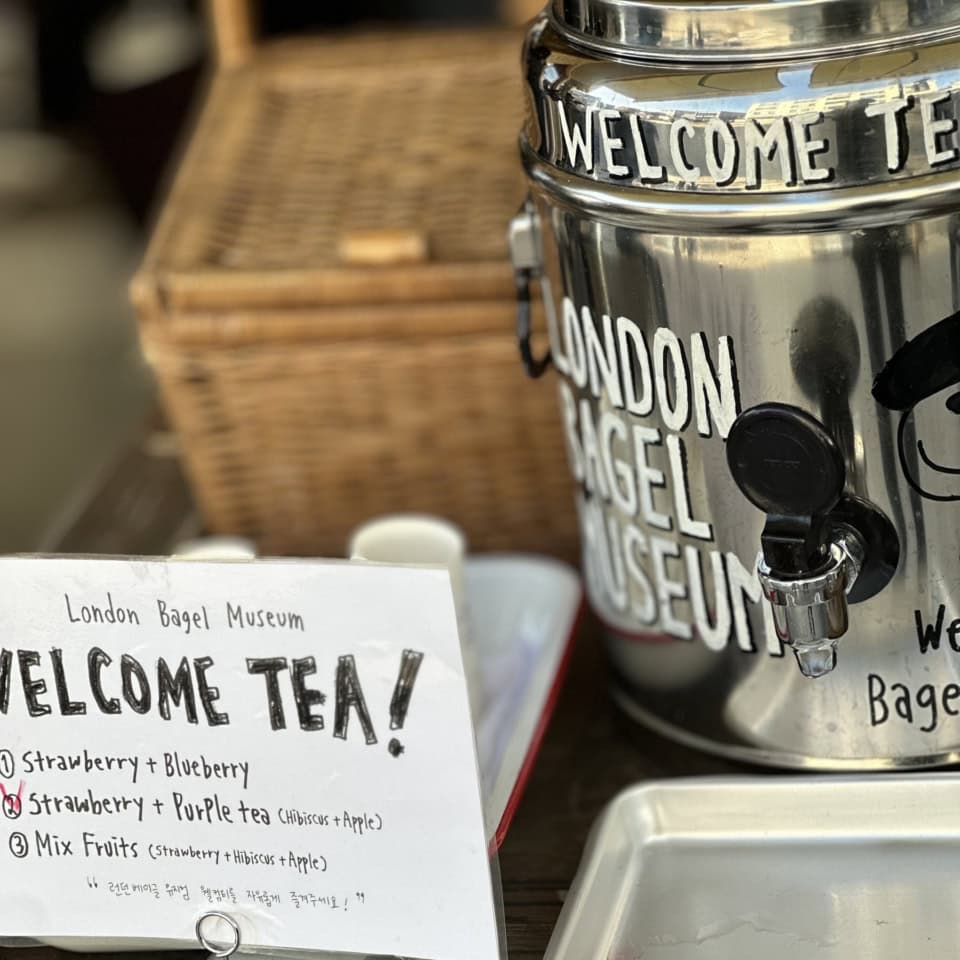 WELCOME TE
LONDON
BAGEL
MUSEUM
We
Bage
London Bagel Museum
WELCOME TEA!
① Strawberry + Blueberry
② Strawberry + Purple tea (Hibiscus + Apple)
③ Mix Fruits (Strawberry + Hibiscus + Apple)
“ 런던 베이글 뮤지엄 웰컴티를 자유롭게 즐겨주세요! ”